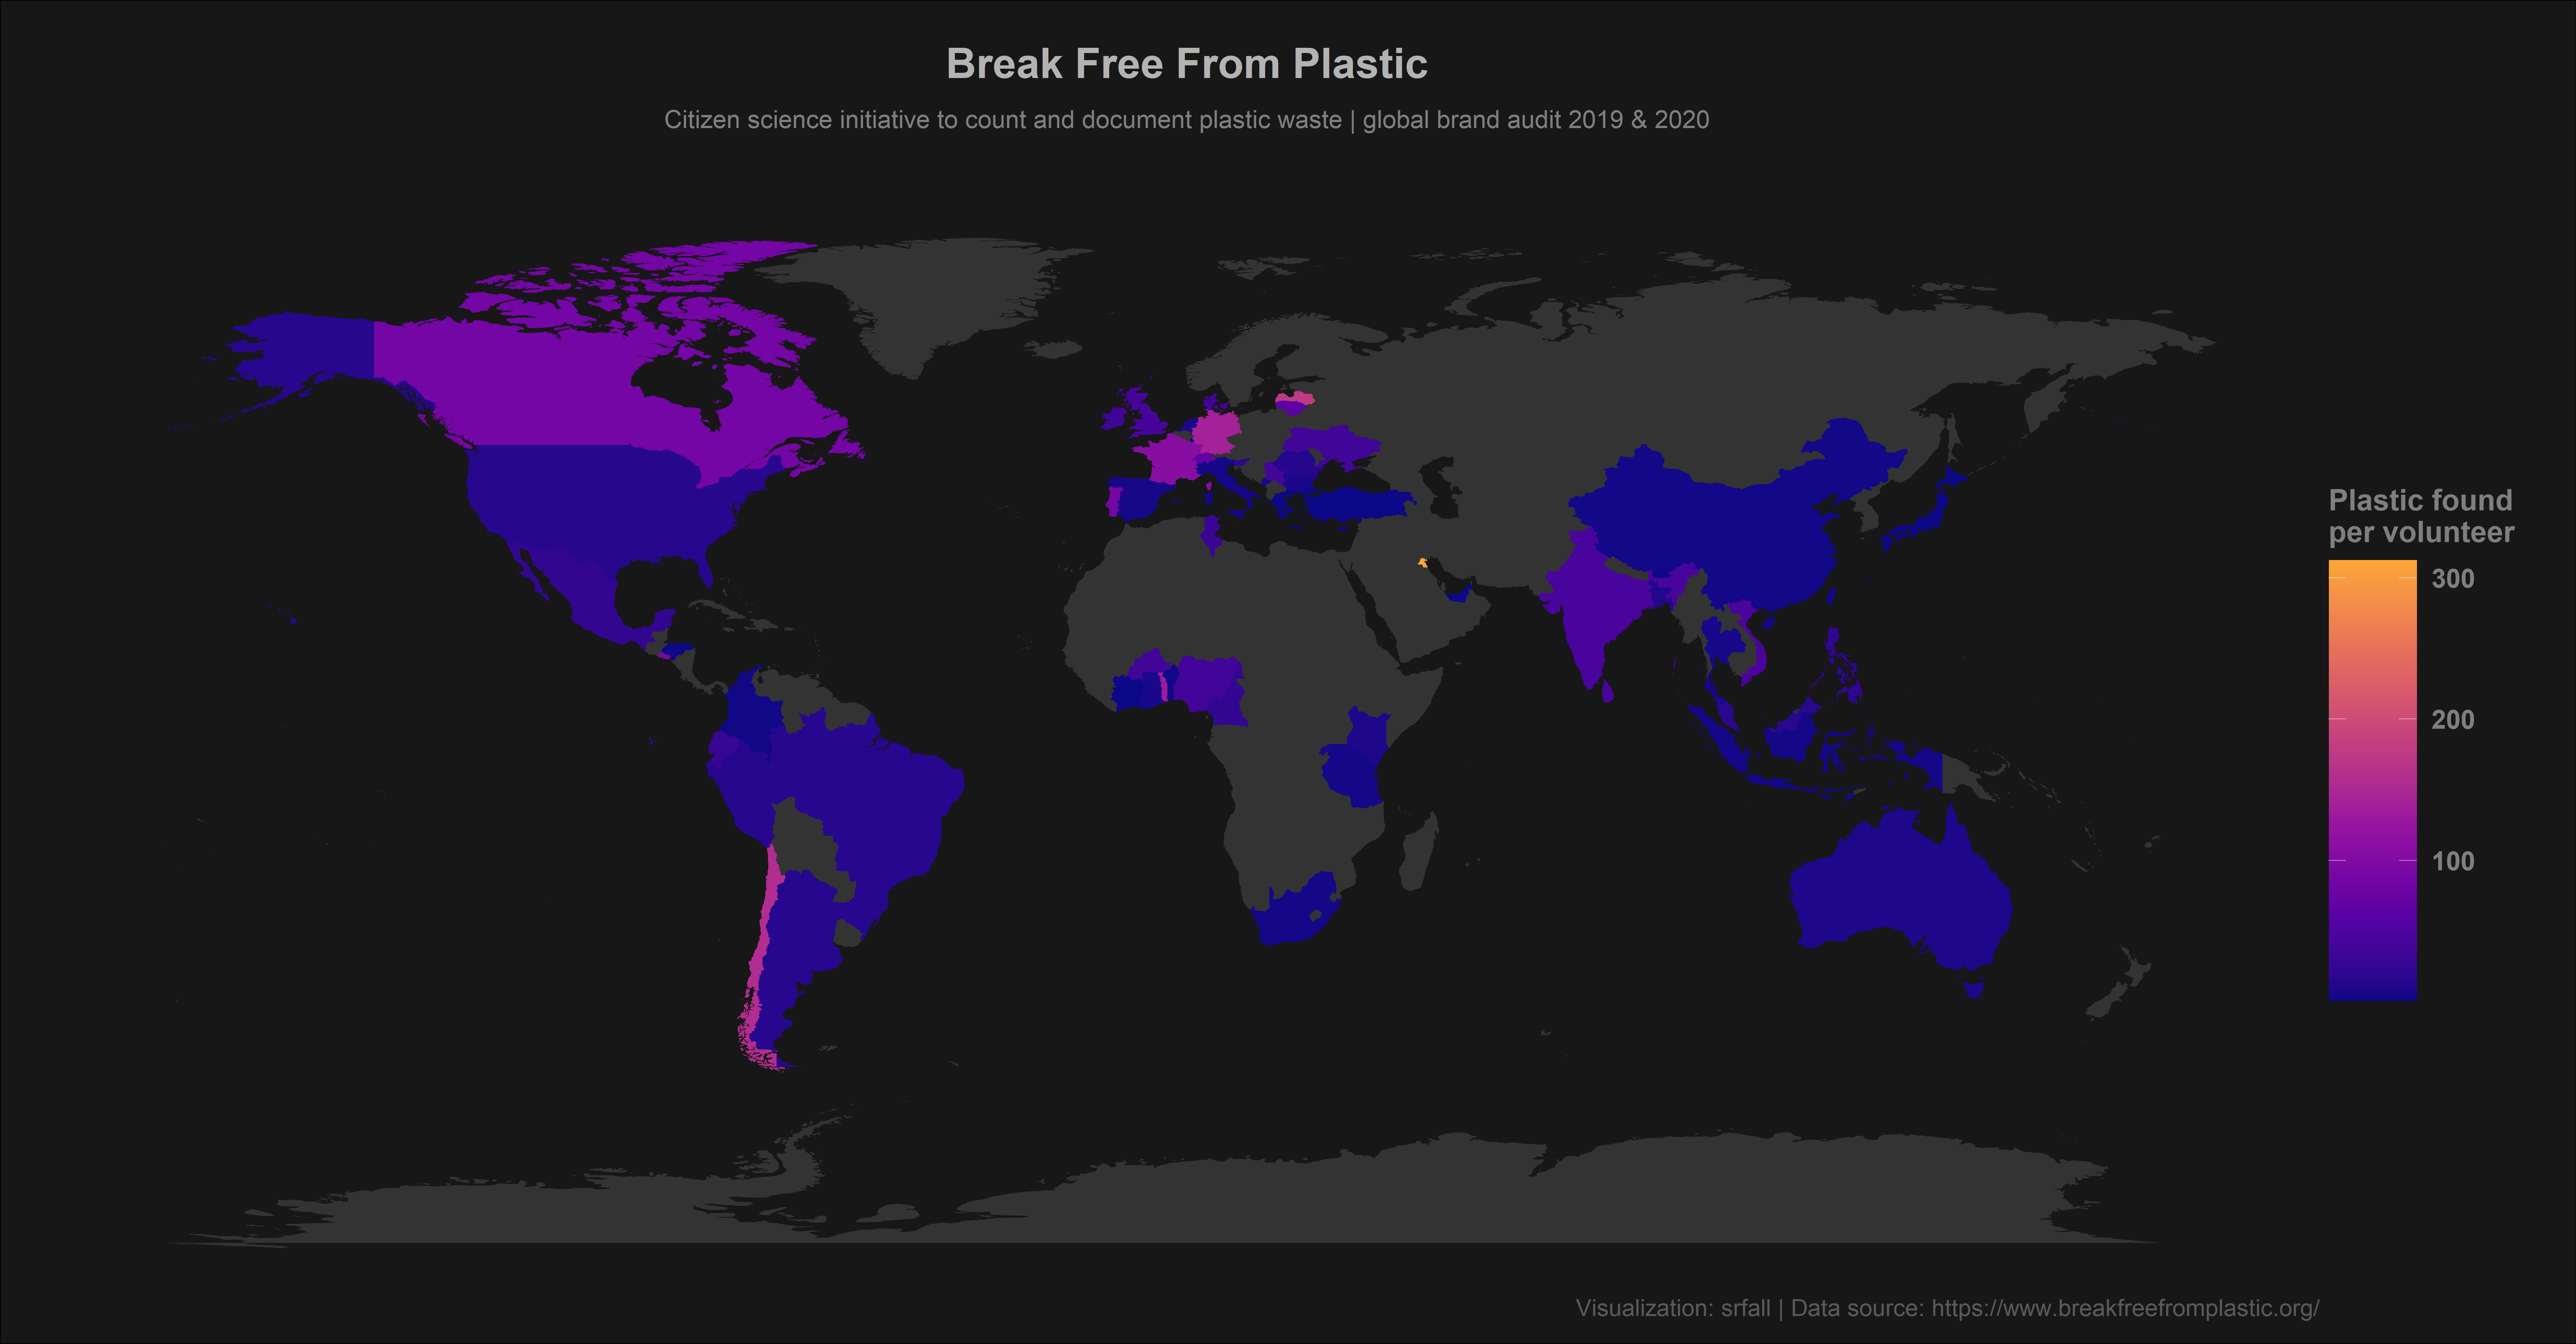 Break Free From Plastic
Citizen science initiative to count and document plastic waste | global brand audit 2019 & 2020
Plastic found
per volunteer
300
200
100
Visualization: srfall | Data source: https://www.breakfreefromplastic.org/